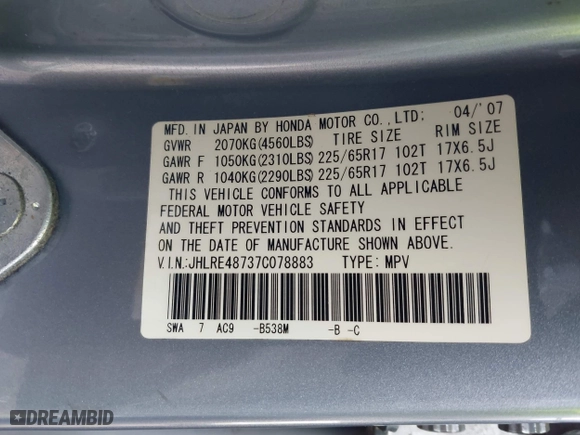 MFD. IN JAPAN BY HONDA MOTOR CO.,LTD; 04/'07
GVWR 2070KG(4560LBS) TIRE SIZE RIM SIZE
GAWR F 1050KG(2310LBS)225/65R17 102T 17X6.5J
GAWR R 1040KG(2290LBS)225/65R17 102T 17X6.5J
THIS VEHICLE CONFORMS TO ALL APPLICABLE
FEDERAL MOTOR VEHICLE SAFETY
AND THEFT PREVENTION STANDARDS IN EFFECT
ON THE DATE OF MANUFACTURE SHOWN ABOVE.
V.I.N:JHLRE48737C078883 TYPE: MPV
SWA 7 AC9 -B538M -B -C
DREAMBID